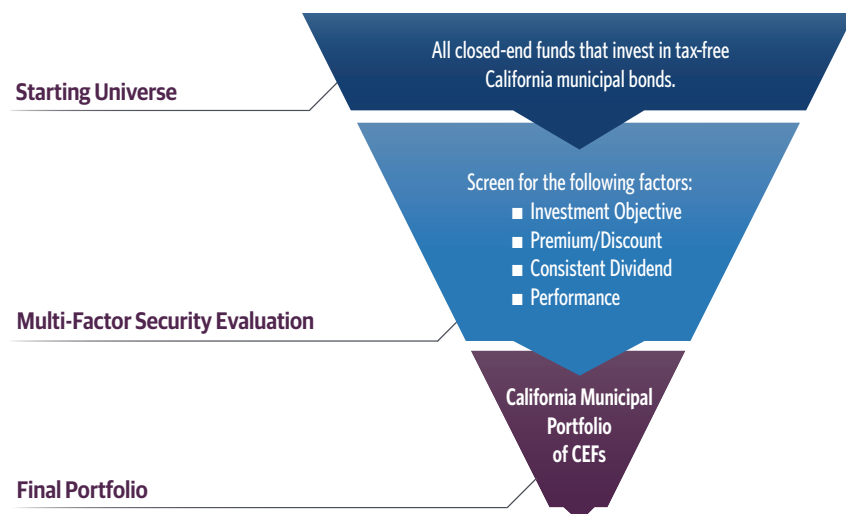 All closed-end funds that invest in tax-free
California municipal bonds.
Starting Universe
Screen for the following factors:
■ Investment Objective
■ Premium/Discount
■ Consistent Dividend
■ Performance
Multi-Factor Security Evaluation
California Municipal
Portfolio
of CEFs
Final Portfolio